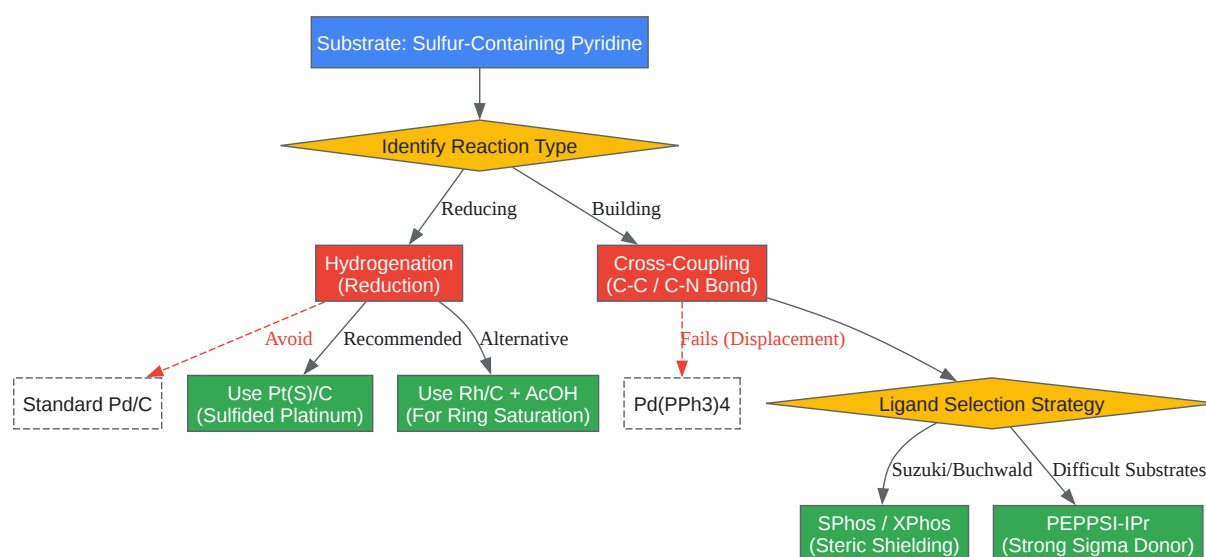 Substrate: Sulfur-Containing Pyridine
Identify Reaction Type
Reducing
Building
Hydrogenation
(Reduction)
Cross-Coupling
(C-C / C-N Bond)
Avoid
Recommended
Alternative
Fails (Displacement)
Standard Pd/C
Use Pt(S)/C
(Sulfided Platinum)
Use Rh/C + AcOH
(For Ring Saturation)
Pd(PPh3)4
Ligand Selection Strategy
Suzuki/Buchwald
Difficult Substrates
SPhos / XPhos
(Steric Shielding)
PEPPSI-IPr
(Strong Sigma Donor)